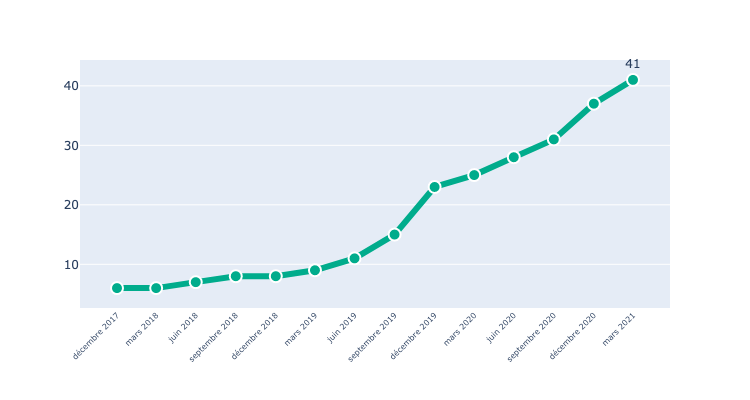 41
40
30
20
10
décembre 2017
mars 2018
juin 2018
septembre 2018
décembre 2018
mars 2019
juin 2019
septembre 2019
décembre 2019
mars 2020
juin 2020
septembre 2020
décembre 2020
mars 2021